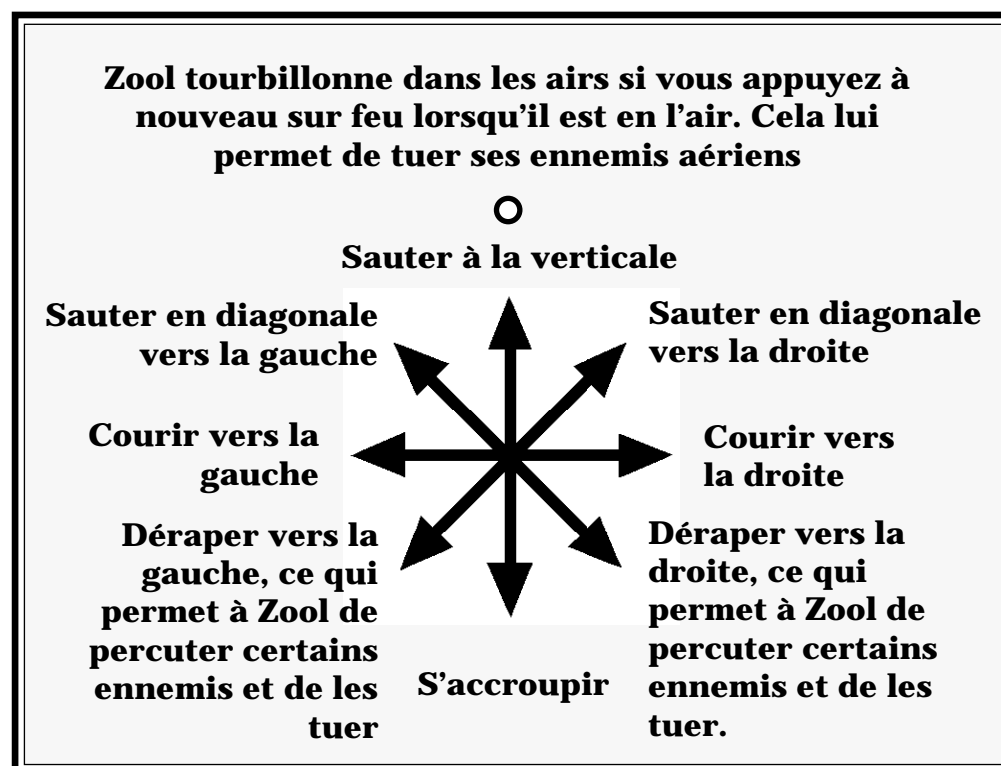 Zool tourbillonne dans les airs si vous appuyez à
nouveau sur feu lorsqu'il est en l'air. Cela lui
permet de tuer ses ennemis aériens
Sauter à la verticale
Sauter en diagonale
vers la gauche
Sauter en diagonale
vers la droite
Courir vers la
gauche
Courir vers
la droite
Déraper vers la
gauche, ce qui
permet à Zool de
percuter certains
ennemis et de les
tuer
S'accroupir
Déraper vers la
droite, ce qui
permet à Zool de
percuter certains
ennemis et de les
tuer.